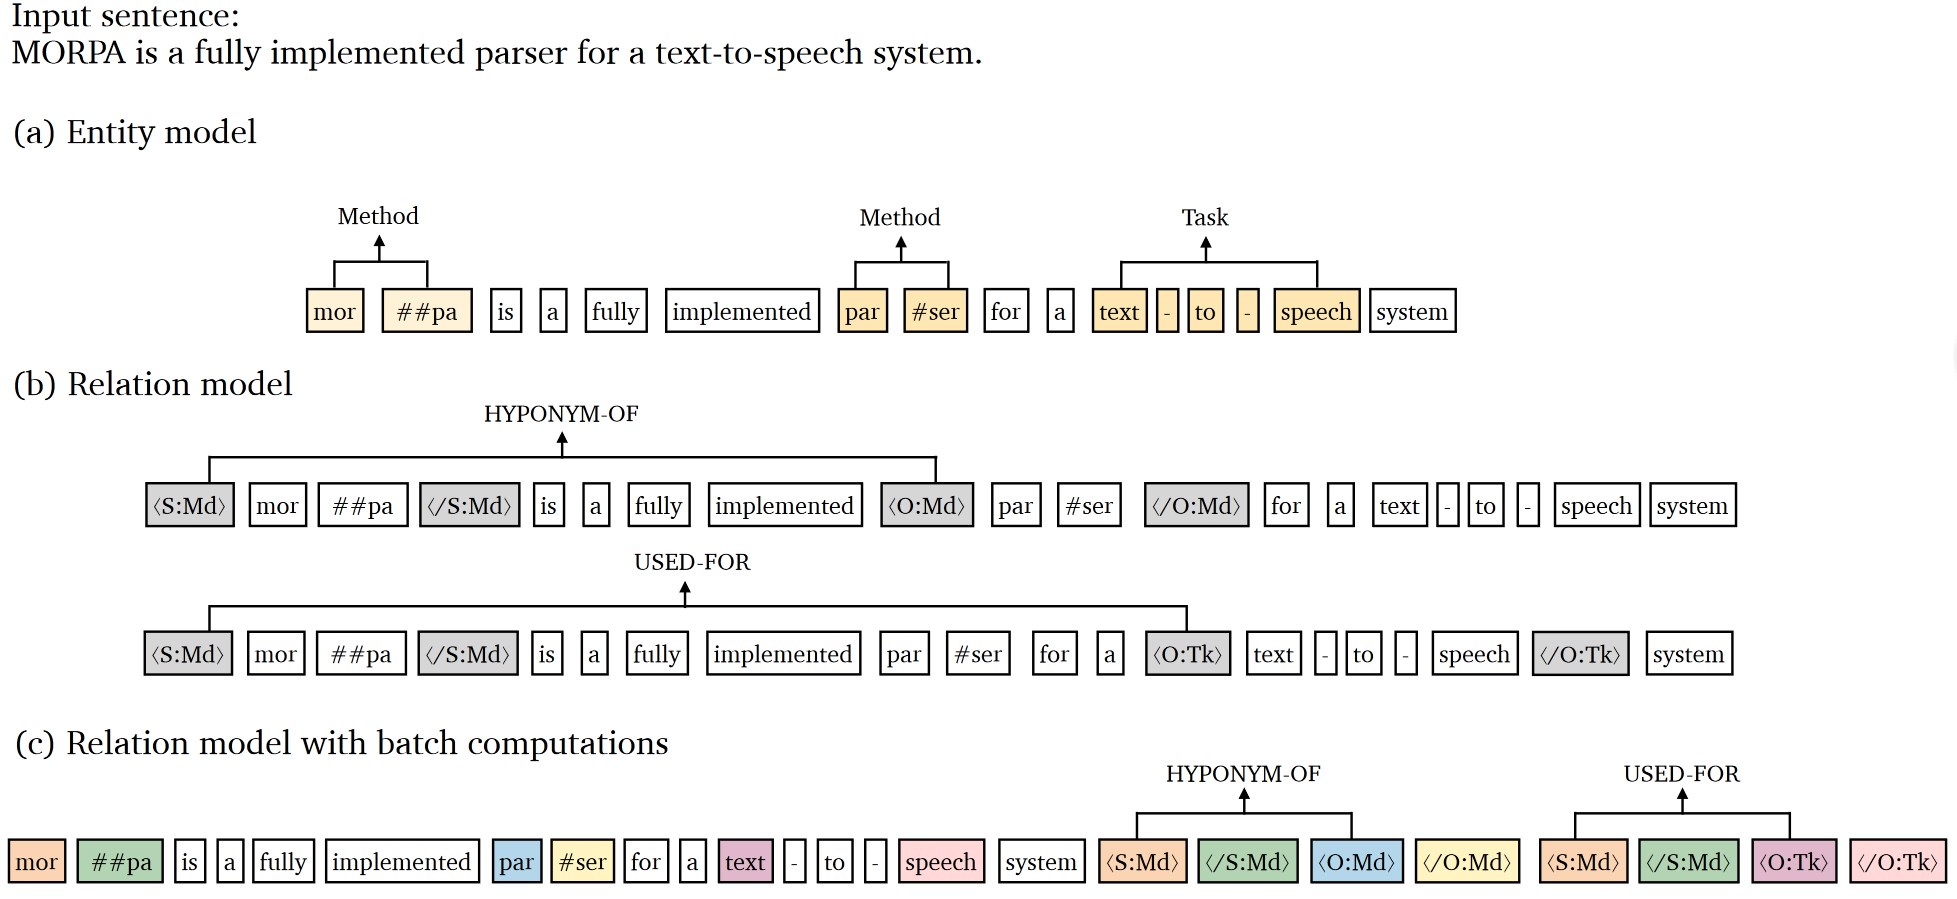 Input sentence:
MORPA is a fully implemented parser for a text-to-speech system.
(a) Entity model
Method Method Task
mor ##pa is a fully implemented par #ser for a text - to - speech system
(b) Relation model
HYPONYM-OF
⟨S:Md⟩ mor ##pa ⟨/S:Md⟩ is a fully implemented ⟨O:Md⟩ par #ser ⟨/O:Md⟩ for a text - to - speech system
USED-FOR
⟨S:Md⟩ mor ##pa ⟨/S:Md⟩ is a fully implemented par #ser for a ⟨O:Tk⟩ text - to - speech ⟨/O:Tk⟩ system
(c) Relation model with batch computations
HYPONYM-OF USED-FOR
mor ##pa is a fully implemented par #ser for a text - to - speech system ⟨S:Md⟩ ⟨/S:Md⟩ ⟨O:Md⟩ ⟨/O:Md⟩ ⟨S:Md⟩ ⟨/S:Md⟩ ⟨O:Tk⟩ ⟨/O:Tk⟩